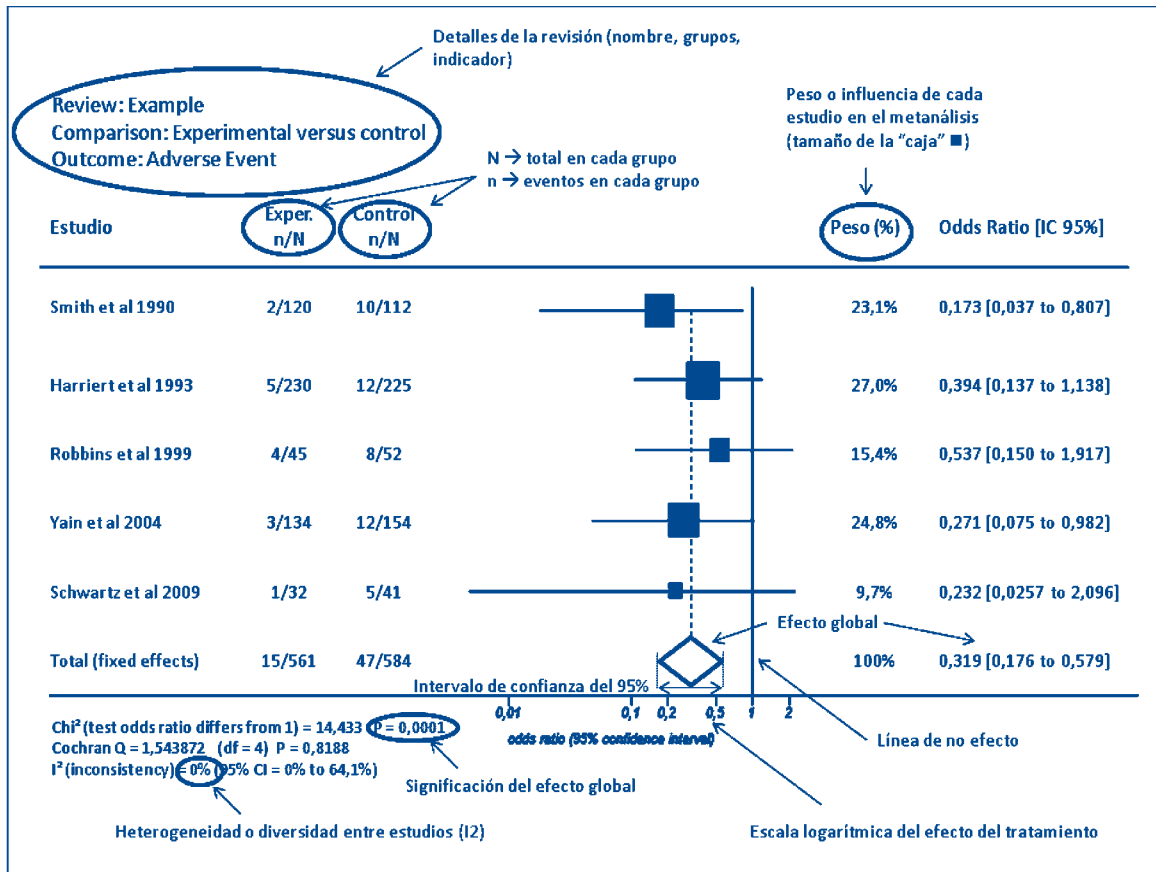 Detalles de la revisión (nombre, grupos,
indicador)
Review: Example
Comparison: Experimental versus control
Outcome: Adverse Event
Peso o influencia de cada
estudio en el metanálisis
(tamaño de la “caja” ■)
N → total en cada grupo
n → eventos en cada grupo
Estudio Exper. n/N Control n/N Peso (%) Odds Ratio [IC 95%]
Smith et al 1990 2/120 10/112 23,1% 0,173 [0,037 to 0,807]
Harriert et al 1993 5/230 12/225 27,0% 0,394 [0,137 to 1,138]
Robbins et al 1999 4/45 8/52 15,4% 0,537 [0,150 to 1,917]
Yain et al 2004 3/134 12/154 24,8% 0,271 [0,075 to 0,982]
Schwartz et al 2009 1/32 5/41 9,7% 0,232 [0,0257 to 2,096]
Efecto global
Total (fixed effects) 15/561 47/584 100% 0,319 [0,176 to 0,579]
Intervalo de confianza del 95%
0,01 0,1 0,2 0,5 1 2
odds ratio (95% confidence interval)
Chi² (test odds ratio differs from 1) = 14,433 (P = 0,0001
Cochran Q = 1,543872 (df = 4) P = 0,8188
I² (inconsistency) = 0% (95% CI = 0% to 64,1%)
Línea de no efecto
Significación del efecto global
Heterogeneidad o diversidad entre estudios (I2)
Escala logarítmica del efecto del tratamiento